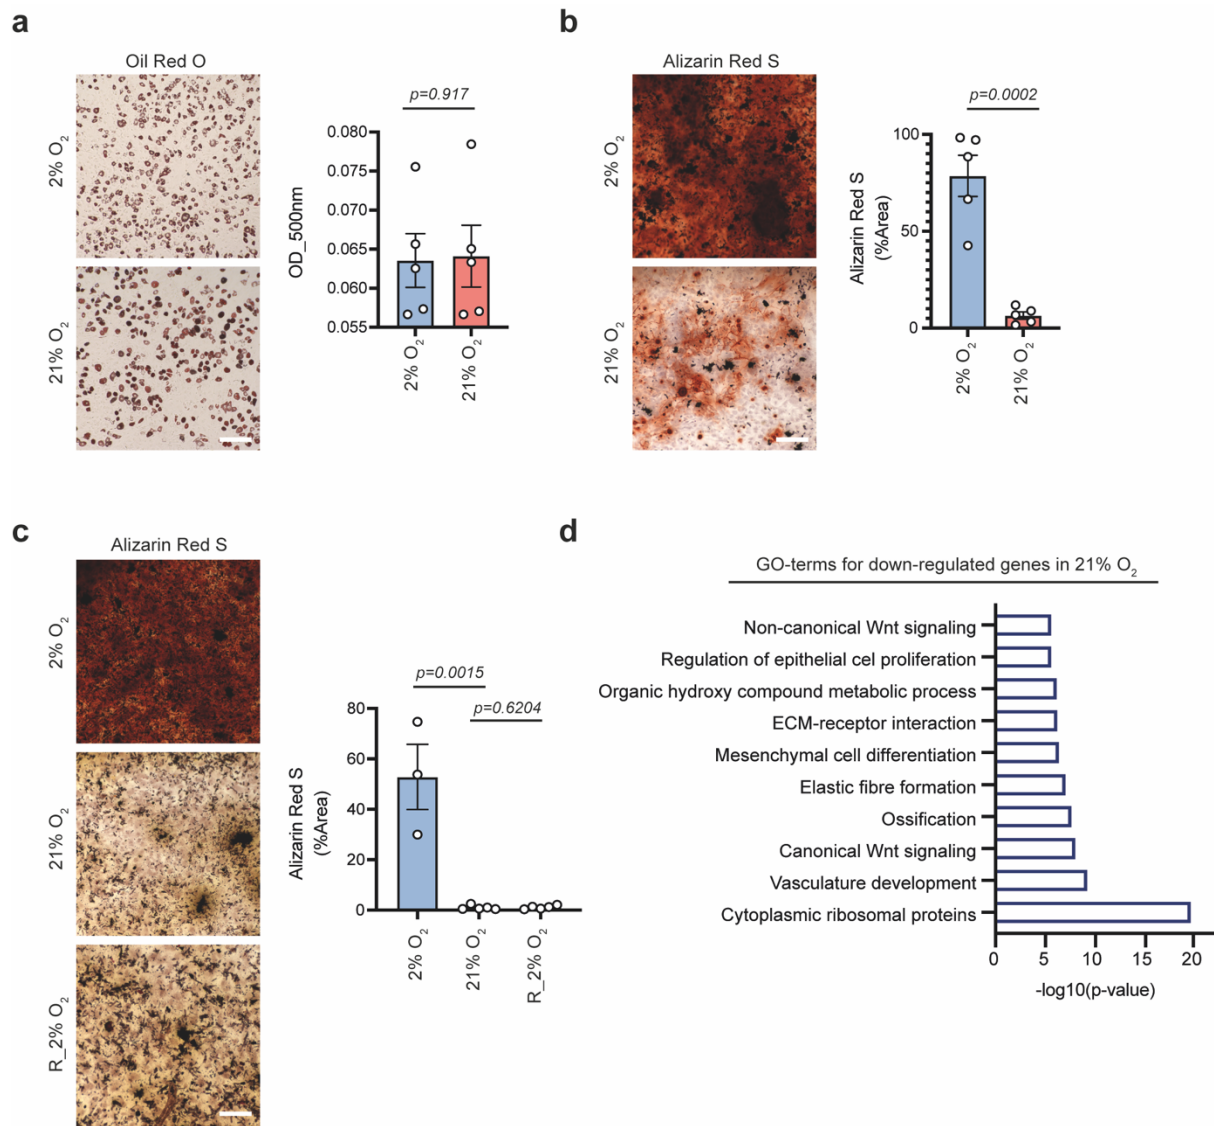 a
Oil Red O
2% O₂
21% O₂
p=0.917
OD_500nm
0.080
0.075
0.070
0.065
0.060
0.055
2% O₂
21% O₂
b
Alizarin Red S
2% O₂
21% O₂
p=0.0002
Alizarin Red S
(%Area)
100
50
0
2% O₂
21% O₂
c
Alizarin Red S
2% O₂
21% O₂
R_2% O₂
p=0.0015
p=0.6204
Alizarin Red S
(%Area)
80
60
40
20
0
2% O₂
21% O₂
R_2% O₂
d
GO-terms for down-regulated genes in 21% O₂
Non-canonical Wnt signaling
Regulation of epithelial cel proliferation
Organic hydroxy compound metabolic process
ECM-receptor interaction
Mesenchymal cell differentiation
Elastic fibre formation
Ossification
Canonical Wnt signaling
Vasculature development
Cytoplasmic ribosomal proteins
0 5 10 15 20
-log10(p-value)